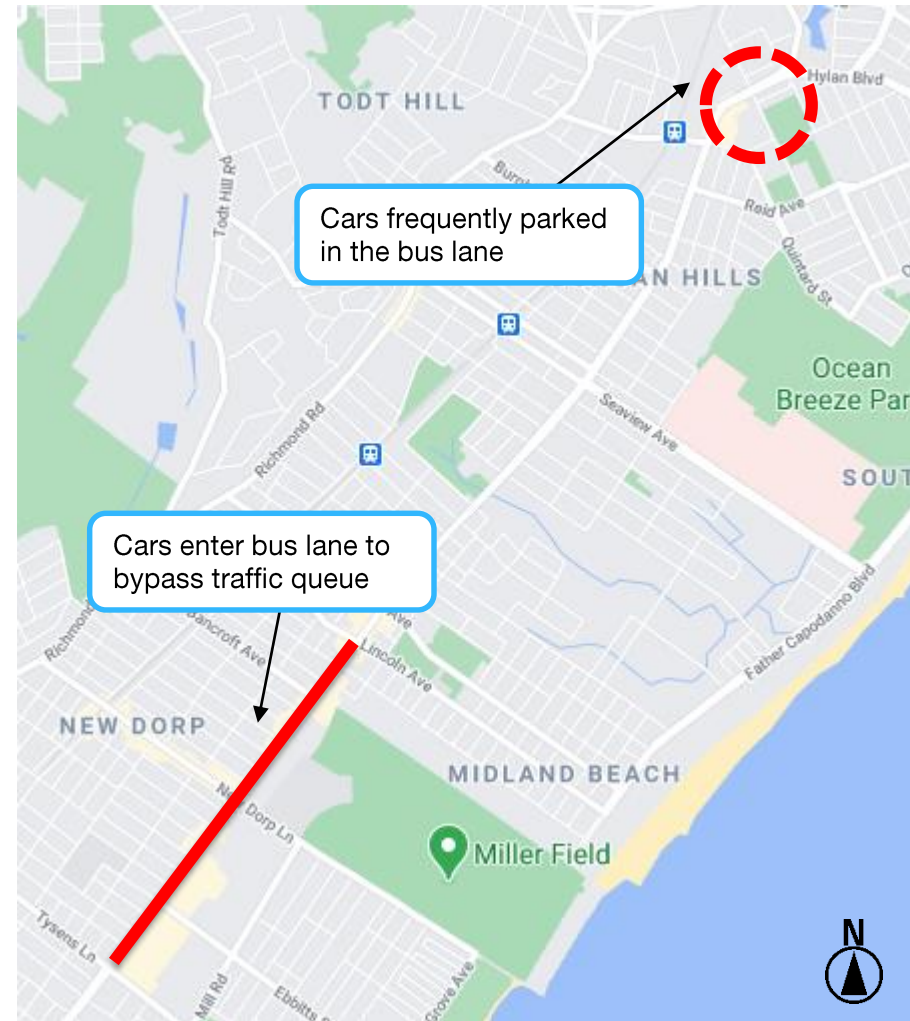 Hylan Blvd
TODT HILL
Todt Hill Rd
Cars frequently parked
in the bus lane
Reid Ave
Quintard St
AN HILLS
Ocean
Breeze Par
Seaview Ave
Richmond Rd
SOUT
Cars enter bus lane to
bypass traffic queue
Richmond
Bancroft Ave
Ave
Lincoln Ave
Father Capodanno Blvd
NEW DORP
MIDLAND BEACH
New Dorp Ln
Miller Field
Tysens Ln
Mill Rd
Ebbitts
Grove Ave
N